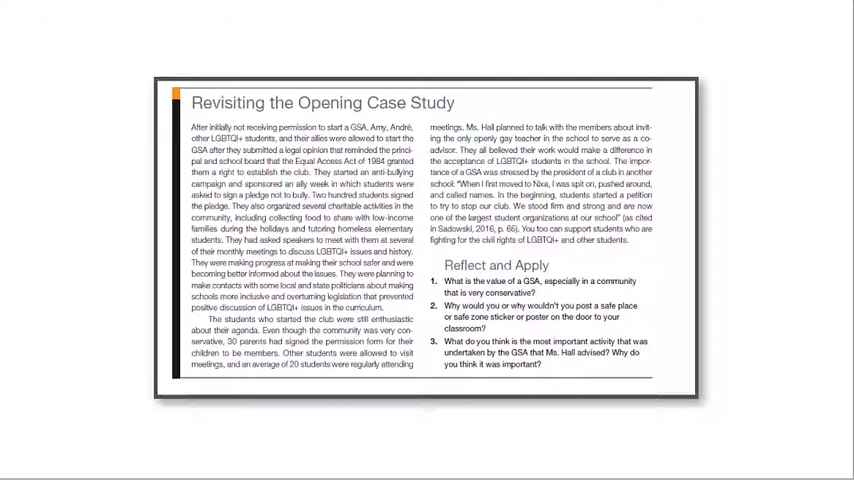 Revisiting the Opening Case Study
After initially not receiving permission to start a GSA, Amy, André,
other LGBTQI+ students, and their allies were allowed to start the
GSA after they submitted a legal opinion that reminded the princi-
pal and school board that the Equal Access Act of 1984 granted
them a right to establish the club. They started an anti-bullying
campaign and sponsored an ally week in which students were
asked to sign a pledge not to bully. Two hundred students signed
the pledge. They also organized several charitable activities in the
community, including collecting food to share with low-income
families during the holidays and tutoring homeless elementary
students. They had asked speakers to meet with them at several
of their monthly meetings to discuss LGBTQI+ issues and history.
They were making progress at making their school safer and were
becoming better informed about the issues. They were planning to
make contacts with some local and state politicians about making
schools more inclusive and overturning legislation that prevented
positive discussion of LGBTQI+ issues in the curriculum.
The students who started the club were still enthusiastic
about their agenda. Even though the community was very con-
servative, 30 parents had signed the permission form for their
children to be members. Other students were allowed to visit
meetings, and an average of 20 students were regularly attending
meetings. Ms. Hall planned to talk with the members about invit-
ing the only openly gay teacher in the school to serve as a co-
advisor. They all believed their work would make a difference in
the acceptance of LGBTQI+ students in the school. The impor-
tance of a GSA was stressed by the president of a club in another
school: "When I first moved to Nixa, I was spit on, pushed around,
and called names. In the beginning, students started a petition
to try to stop our club. We stood firm and strong and are now
one of the largest student organizations at our school" (as cited
in Sadowski, 2016, p. 65). You too can support students who are
fighting for the civil rights of LGBTQI+ and other students.
Reflect and Apply
1. What is the value of a GSA, especially in a community
that is very conservative?
2. Why would you or why wouldn't you post a safe place
or safe zone sticker or poster on the door to your
classroom?
3. What do you think is the most important activity that was
undertaken by the GSA that Ms. Hall advised? Why do
you think it was important?